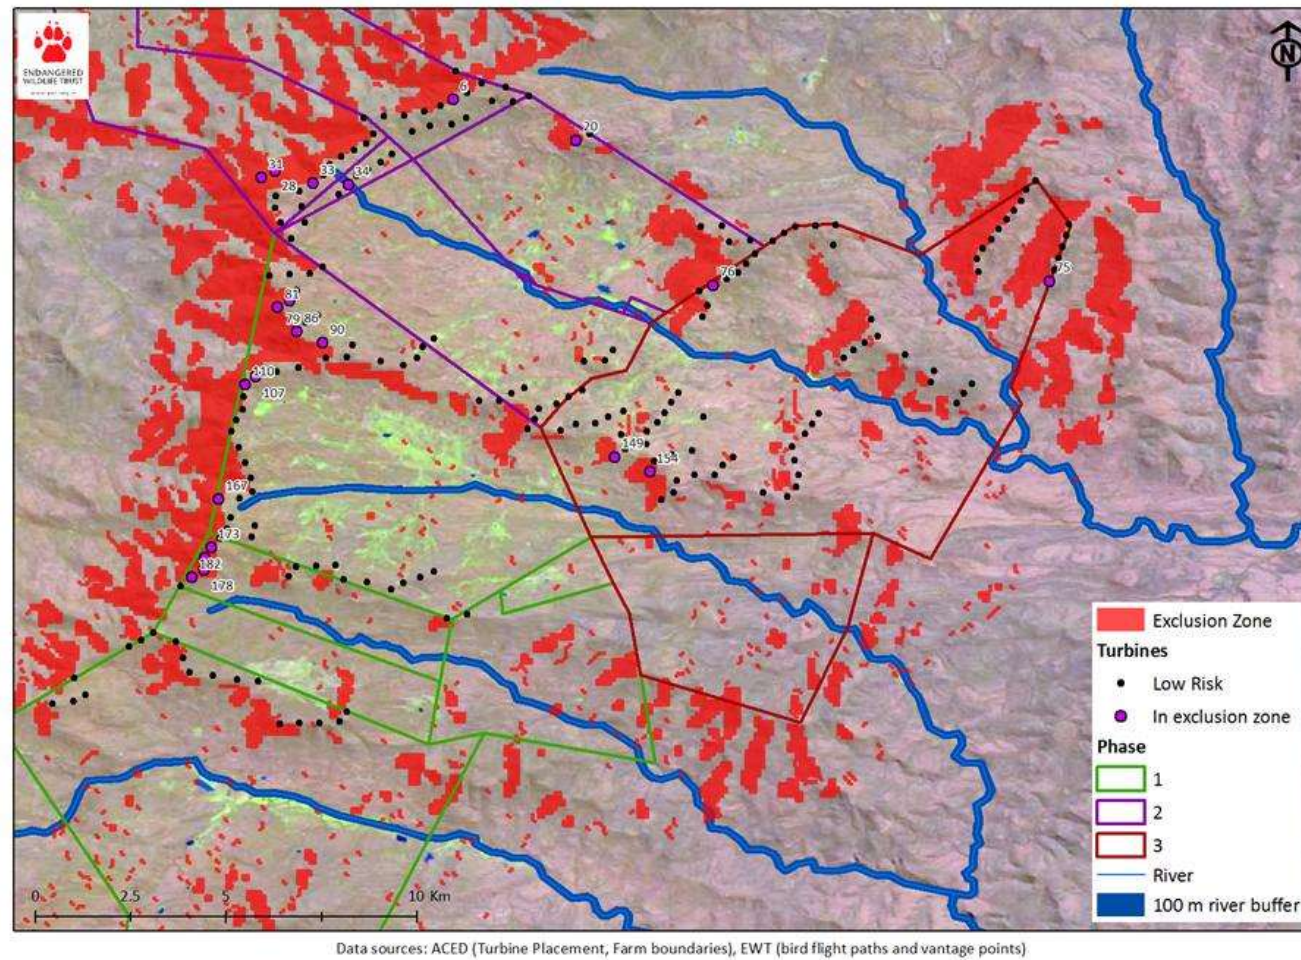 ENDANGERED
WILDLIFE TRUST
N
6
20
31
33
34
28
76
75
81
79
86
90
110
107
149
154
167
173
182
178
Exclusion Zone
Turbines
Low Risk
In exclusion zone
Phase
1
2
3
River
100 m river buffer
0
2.5
5
10 Km
Data sources: ACED (Turbine Placement, Farm boundaries), EWT (bird flight paths and vantage points)